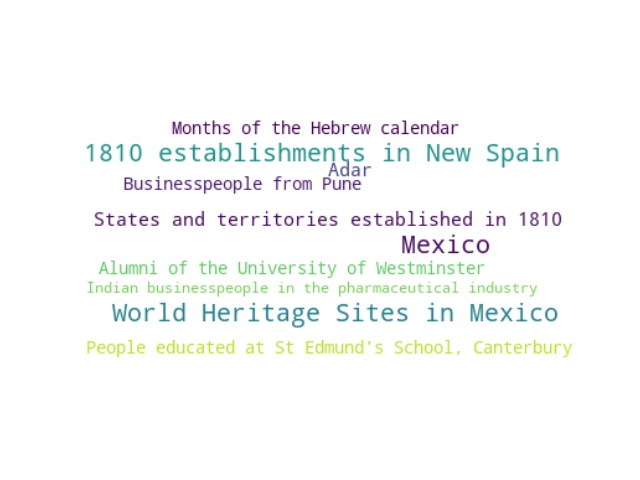 Months of the Hebrew calendar
1810 establishments in New Spain
Adar
Businesspeople from Pune
States and territories established in 1810
Mexico
Alumni of the University of Westminster
Indian businesspeople in the pharmaceutical industry
World Heritage Sites in Mexico
People educated at St Edmund's School, Canterbury